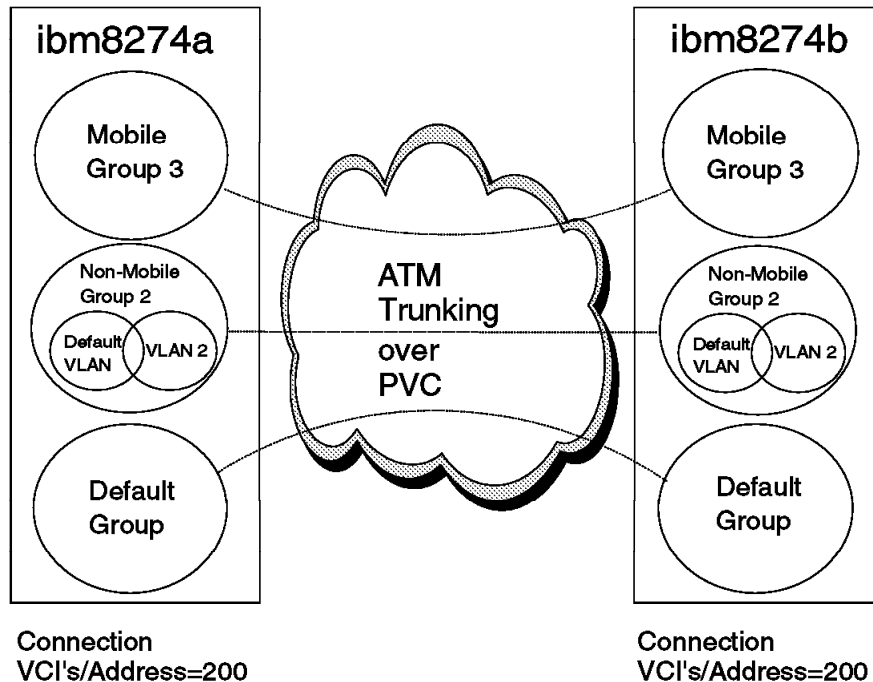 ibm8274a
Mobile
Group 3
Non-Mobile
Group 2
Default
VLAN
VLAN 2
Default
Group
Connection
VCI's/Address=200
ATM
Trunking
over
PVC
ibm8274b
Mobile
Group 3
Non-Mobile
Group 2
Default
VLAN
VLAN 2
Default
Group
Connection
VCI's/Address=200